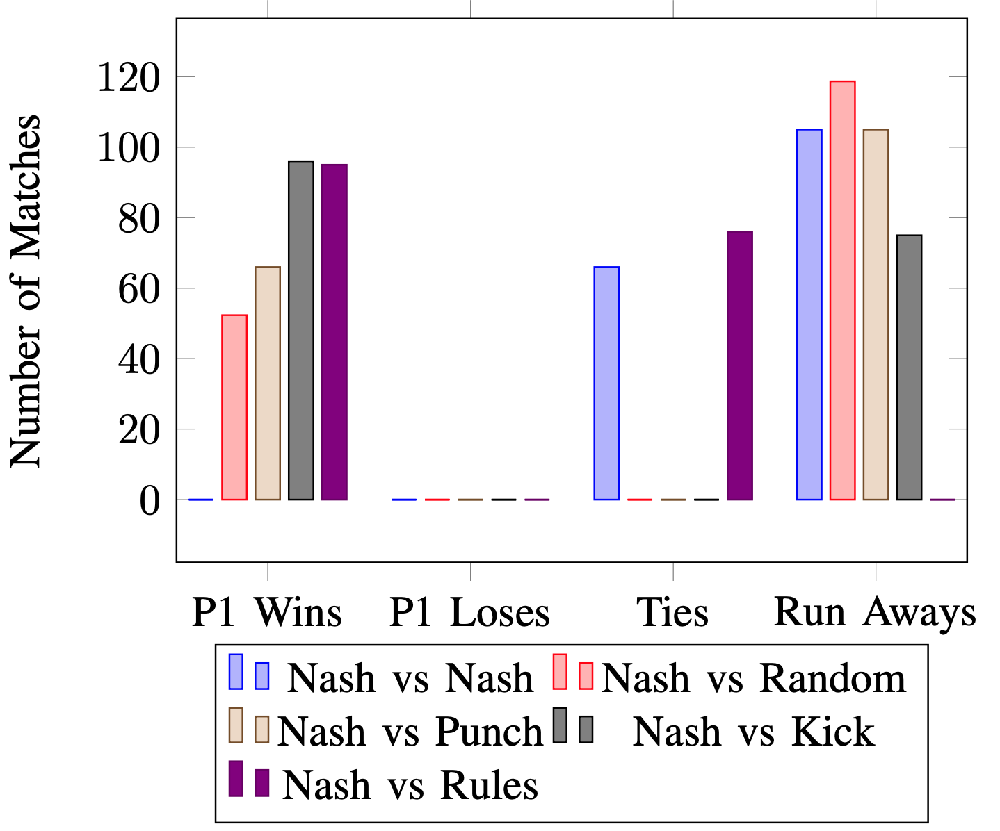 Number of Matches
120
100
80
60
40
20
0
P1 Wins P1 Loses Ties Run Aways
Nash vs Nash Nash vs Random
Nash vs Punch Nash vs Kick
Nash vs Rules